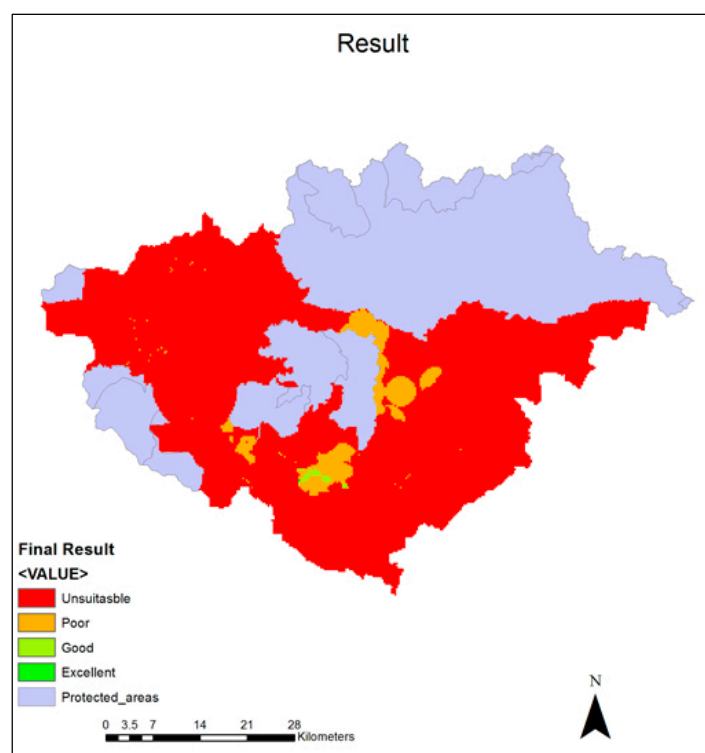 Result
Final Result
<VALUE>
Unsuitasble
Poor
Good
Excellent
Protected_areas
N
0 3.5 7 14 21 28
Kilometers